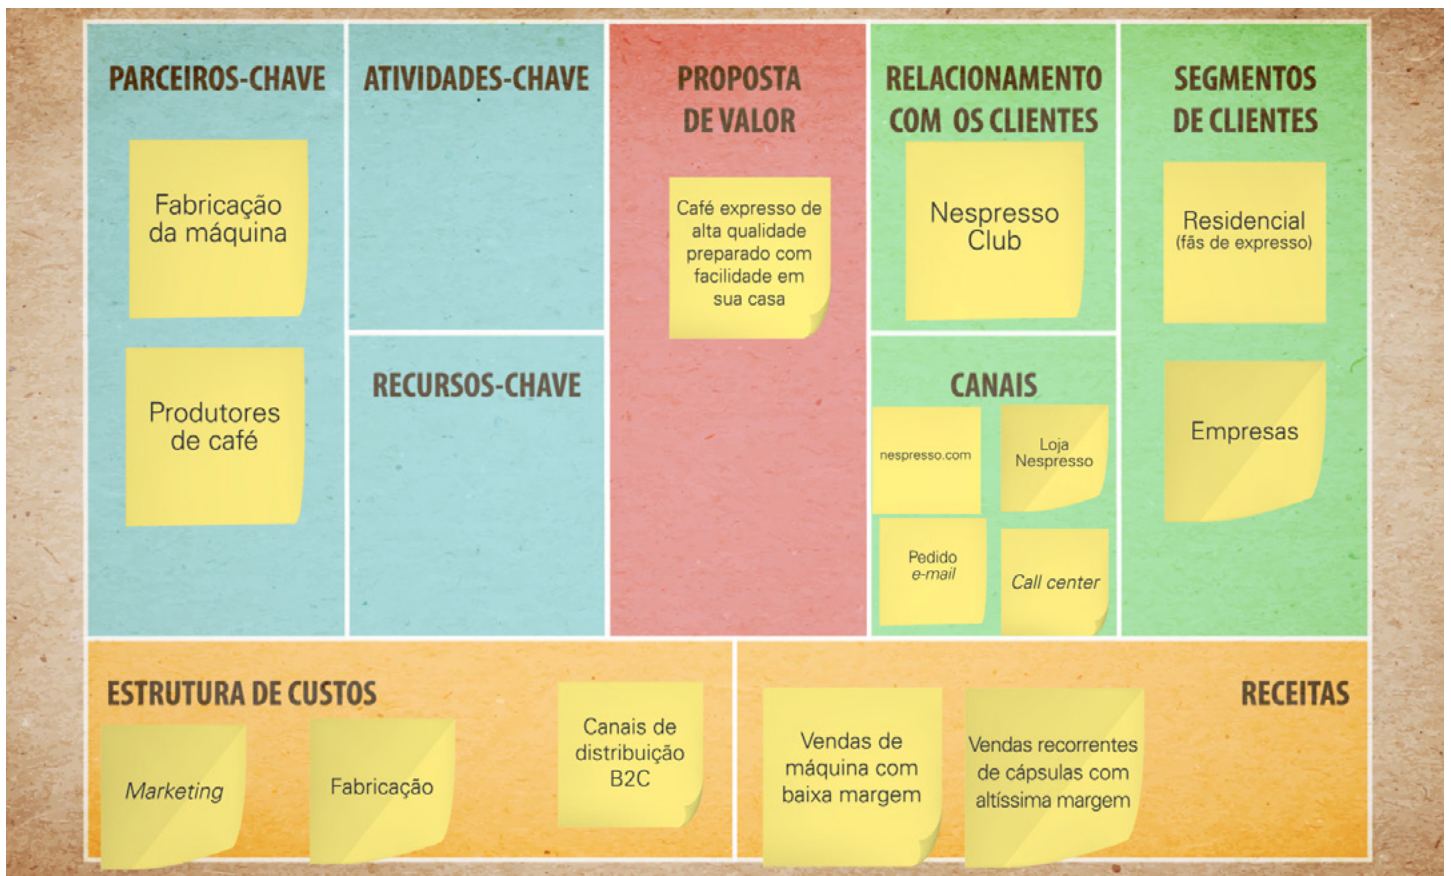 PARCEIROS-CHAVE
Fabricação
da máquina
Produtores
de café
ATIVIDADES-CHAVE
RECURSOS-CHAVE
PROPOSTA
DE VALOR
Café expresso de
alta qualidade
preparado com
facilidade em
sua casa
RELACIONAMENTO
COM OS CLIENTES
Nespresso
Club
CANAIS
nespresso.com
Loja
Nespresso
Pedido
e-mail
Call center
SEGMENTOS
DE CLIENTES
Residencial
(fãs de expresso)
Empresas
ESTRUTURA DE CUSTOS
Marketing
Fabricação
Canais de
distribuição
B2C
RECEITAS
Vendas de
máquina com
baixa margem
Vendas recorrentes
de cápsulas com
altíssima margem